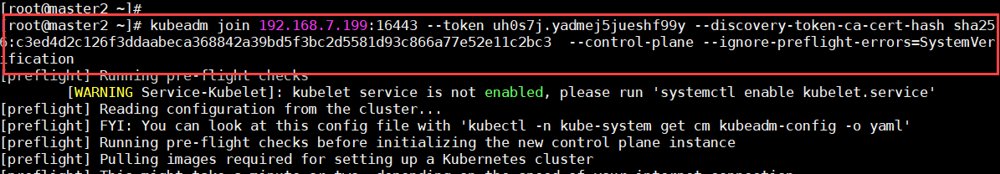 [root@master2 ~]#
[root@master2 ~]# kubeadm join 192.168.7.199:16443 --token uh0s7j.yadmej5jueshf99y --discovery-token-ca-cert-hash sha25
6:c3ed4d2c126f3ddaabeca368842a39bd5f3bc2d5581d93c866a77e52e11c2bc3  --control-plane --ignore-preflight-errors=SystemVer
ification
[preflight] Running pre-flight checks
        [WARNING Service-Kubelet]: kubelet service is not enabled, please run 'systemctl enable kubelet.service'
[preflight] Reading configuration from the cluster...
[preflight] FYI: You can look at this config file with 'kubectl -n kube-system get cm kubeadm-config -o yaml'
[preflight] Running pre-flight checks before initializing the new control plane instance
[preflight] Pulling images required for setting up a Kubernetes cluster
[preflight] This might take a minute or two, depending on the speed of your internet connection